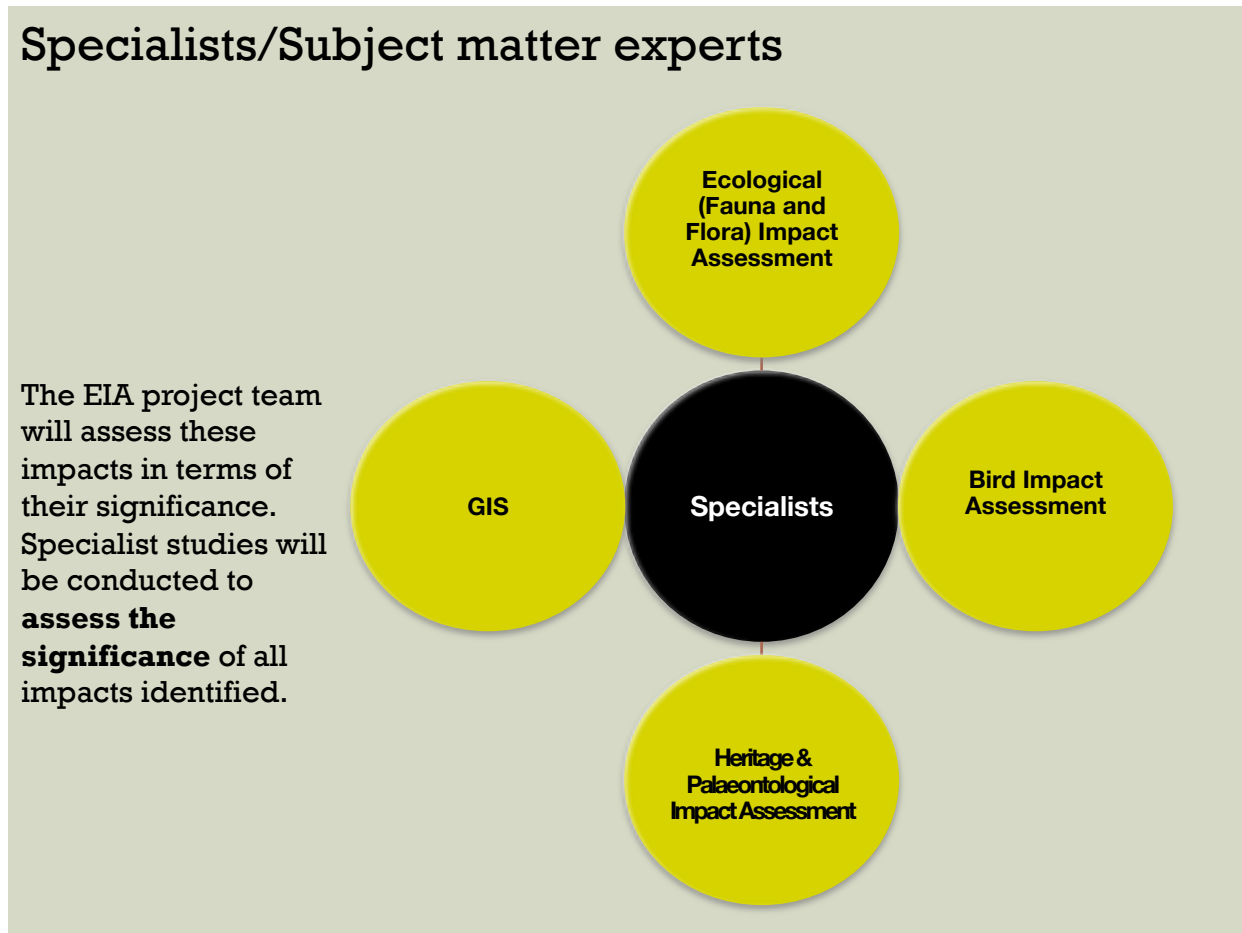 Specialists/Subject matter experts
Ecological
(Fauna and
Flora) Impact
Assessment
The EIA project team
will assess these
impacts in terms of
their significance.
Specialist studies will
be conducted to
assess the
significance of all
impacts identified.
GIS
Specialists
Bird Impact
Assessment
Heritage &
Palaeontological
Impact Assessment